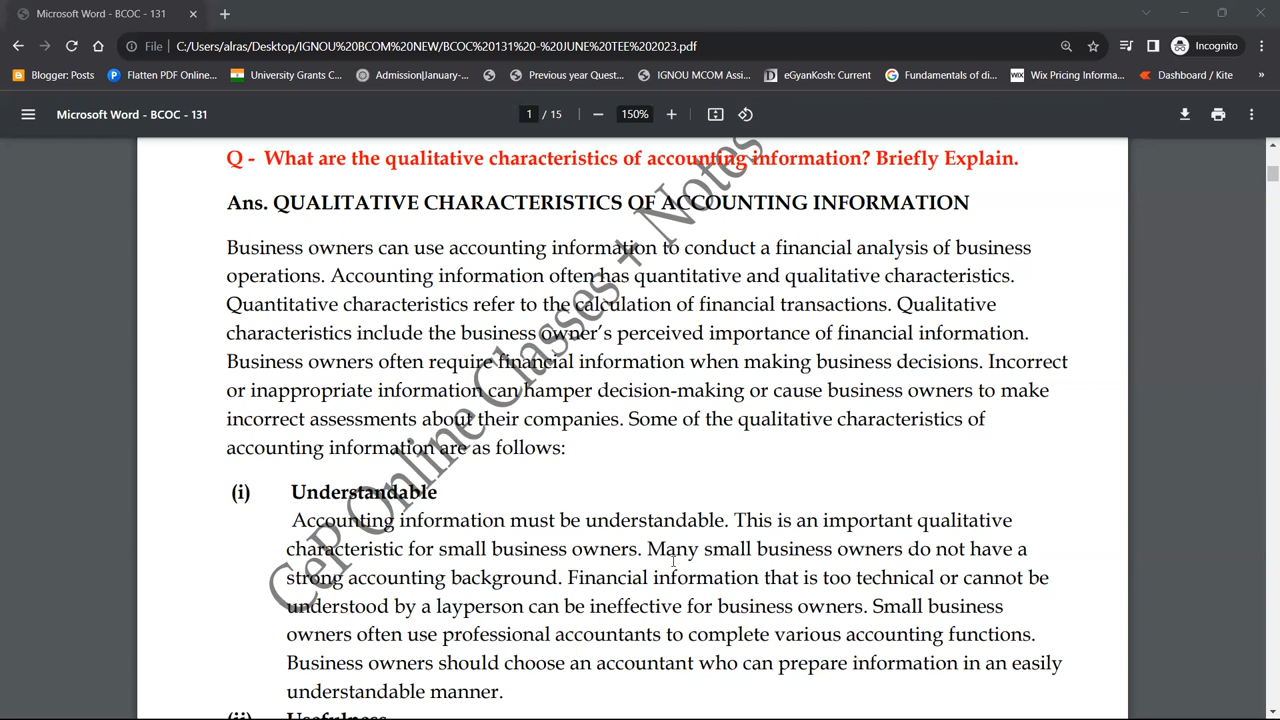 Microsoft Word - BCOC - 131
File C:/Users/alras/Desktop/IGNOU%20BCOM%20NEW/BCOC%20131%20-%20JUNE%20TEE%202023.pdf
Incognito
Blogger: Posts
Flatten PDF Online...
University Grants C...
Admission|January-...
Previous year Quest...
IGNOU MCOM Assi...
eGyanKosh: Current
Fundamentals of di...
Wix Pricing Informa...
Dashboard / Kite
»
Microsoft Word - BCOC - 131
1 / 15
150%
Q - What are the qualitative characteristics of accounting information? Briefly Explain.
Ans. QUALITATIVE CHARACTERISTICS OF ACCOUNTING INFORMATION
Business owners can use accounting information to conduct a financial analysis of business
operations. Accounting information often has quantitative and qualitative characteristics.
Quantitative characteristics refer to the calculation of financial transactions. Qualitative
characteristics include the business owner's perceived importance of financial information.
Business owners often require financial information when making business decisions. Incorrect
or inappropriate information can hamper decision-making or cause business owners to make
incorrect assessments about their companies. Some of the qualitative characteristics of
accounting information are as follows:
(i) Understandable
Accounting information must be understandable. This is an important qualitative
characteristic for small business owners. Many small business owners do not have a
strong accounting background. Financial information that is too technical or cannot be
understood by a layperson can be ineffective for business owners. Small business
owners often use professional accountants to complete various accounting functions.
Business owners should choose an accountant who can prepare information in an easily
understandable manner.
(ii) Usefulness
CeP Online Classes + Notes